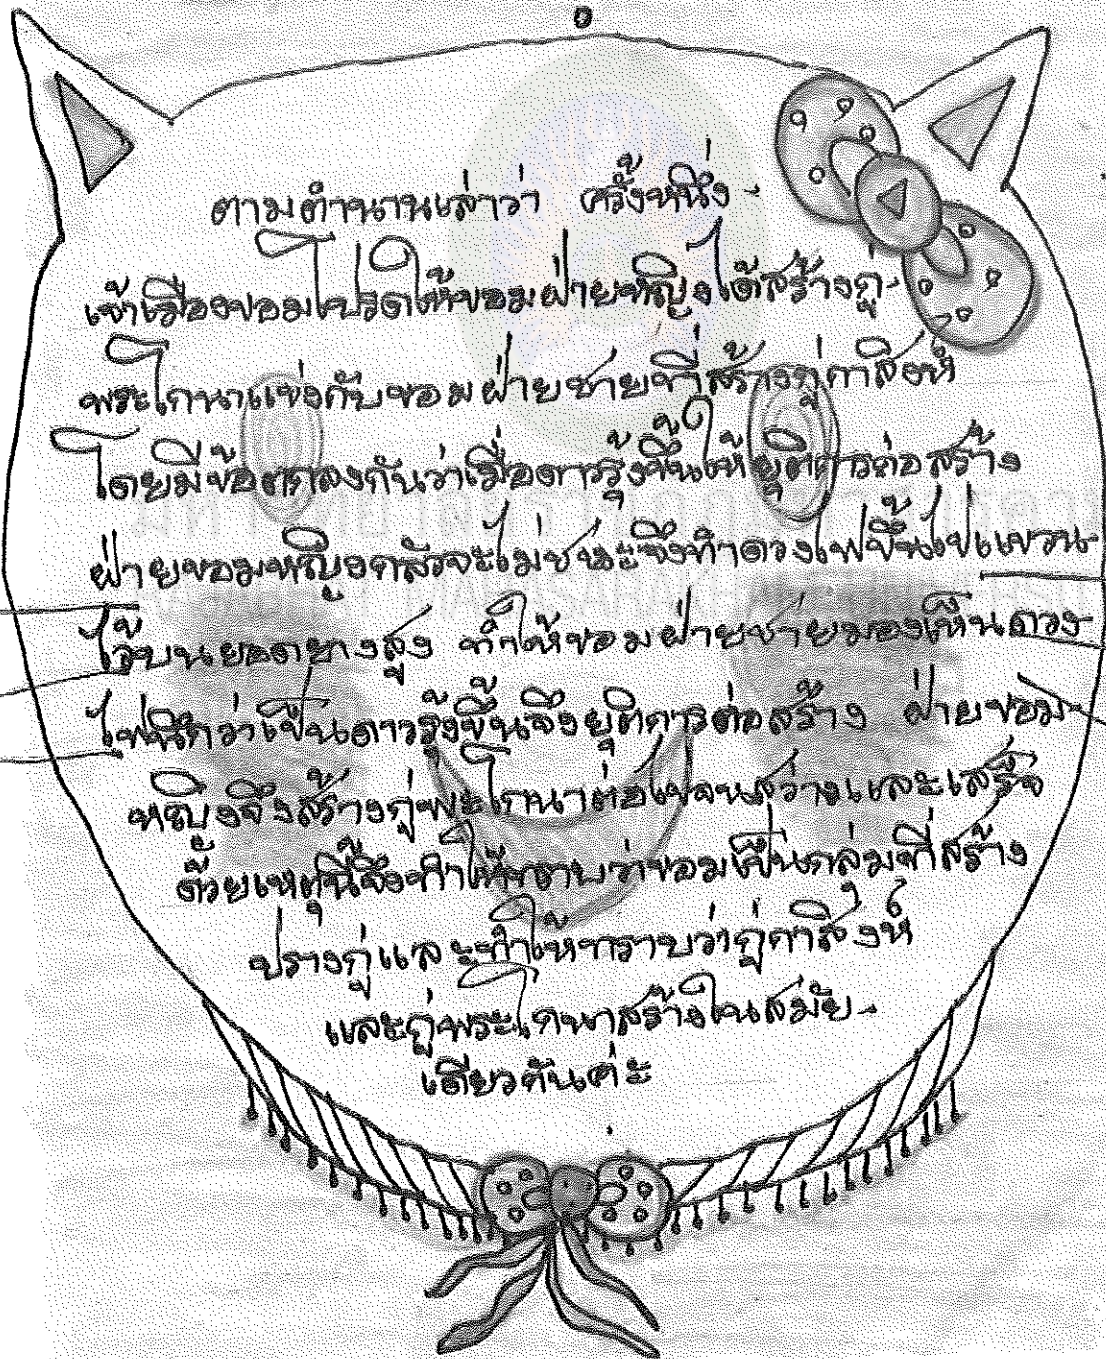 ตามตำนานเล่าว่า ครั้งหนึ่ง-
เจ้าเมืองขอมโปรดให้ขอมฝ่ายหญิงได้สร้างกู่-
พระโกนาแข่งกับขอมฝ่ายชายที่สร้างกู่กาสิงห์
โดยมีข้อตกลงกันว่าเมื่อดาวรุ้งขึ้นให้ยุติการก่อสร้าง
ฝ่ายขอมหญิงกลัวจะไม่ชนะจึงทำดวงไฟขึ้นไปแขวน-
ไว้บนยอดยางสูง ทำให้ขอมฝ่ายชายมองเห็นดวง-
ไฟนึกว่าเป็นดาวรุ้งขึ้นจึงยุติการก่อสร้าง ฝ่ายขอม
หญิงจึงสร้างกู่พระโกนาต่อไปจนสว่างและเสร็จ
ด้วยเหตุนี้จึงทำให้ทราบว่าขอมเป็นกลุ่มที่สร้าง
ปรางกู่และทำให้ทราบว่ากู่กาสิงห์
และกู่พระโกนาสร้างในสมัย-
เดียวกันค่ะ